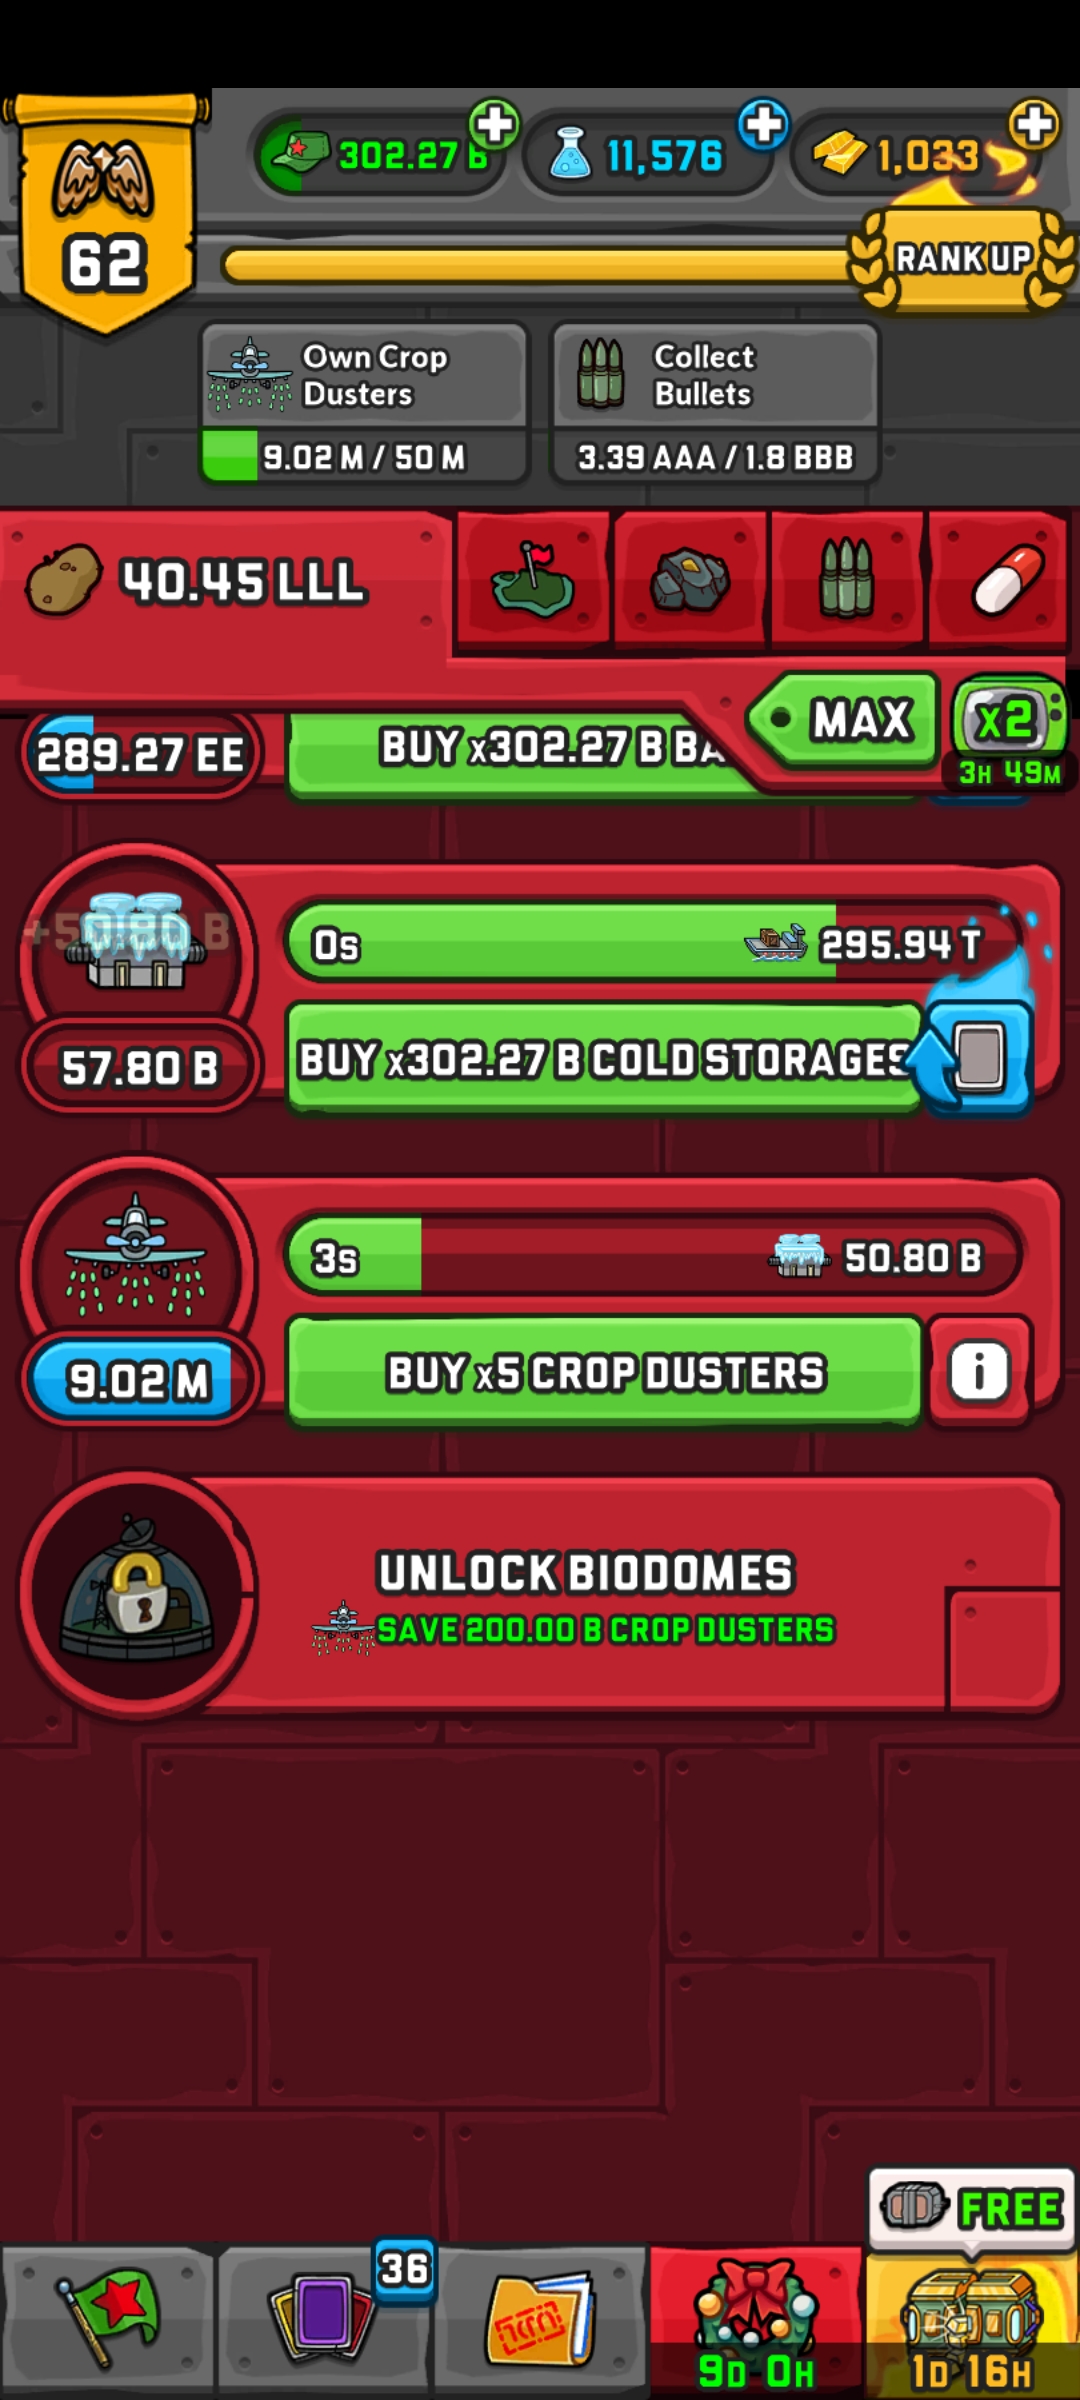 302.27 B
11,576
1,033
62
RANK UP
Own Crop
Dusters
9.02 M / 50 M
Collect
Bullets
3.39 AAA / 1.8 BBB
40.45 LLL
MAX
x2
3H 49M
289.27 EE
BUY x302.27 B BA
0s
295.94 T
57.80 B
BUY x302.27 B COLD STORAGES
3s
50.80 B
9.02 M
BUY x5 CROP DUSTERS
i
UNLOCK BIODOMES
SAVE 200.00 B CROP DUSTERS
FREE
36
9D 0H
1D 16H